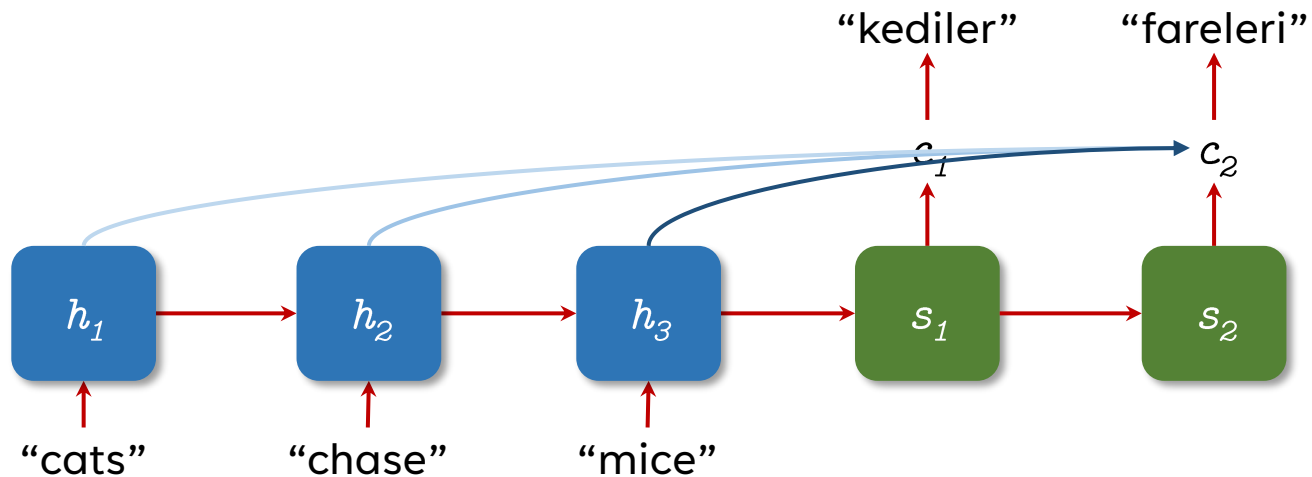 “kediler” “fareleri”
c₁ c₂
h₁ h₂ h₃ s₁ s₂
“cats” “chase” “mice”